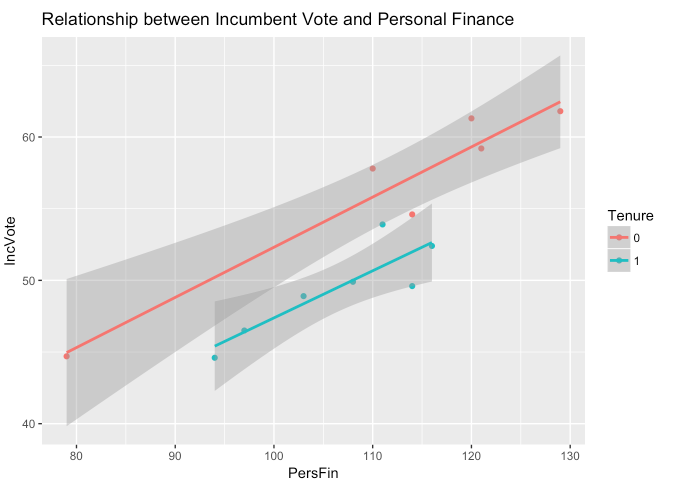 Relationship between Incumbent Vote and Personal Finance
60
50
40
IncVote
80 90 100 110 120 130
PersFin
Tenure
0
1